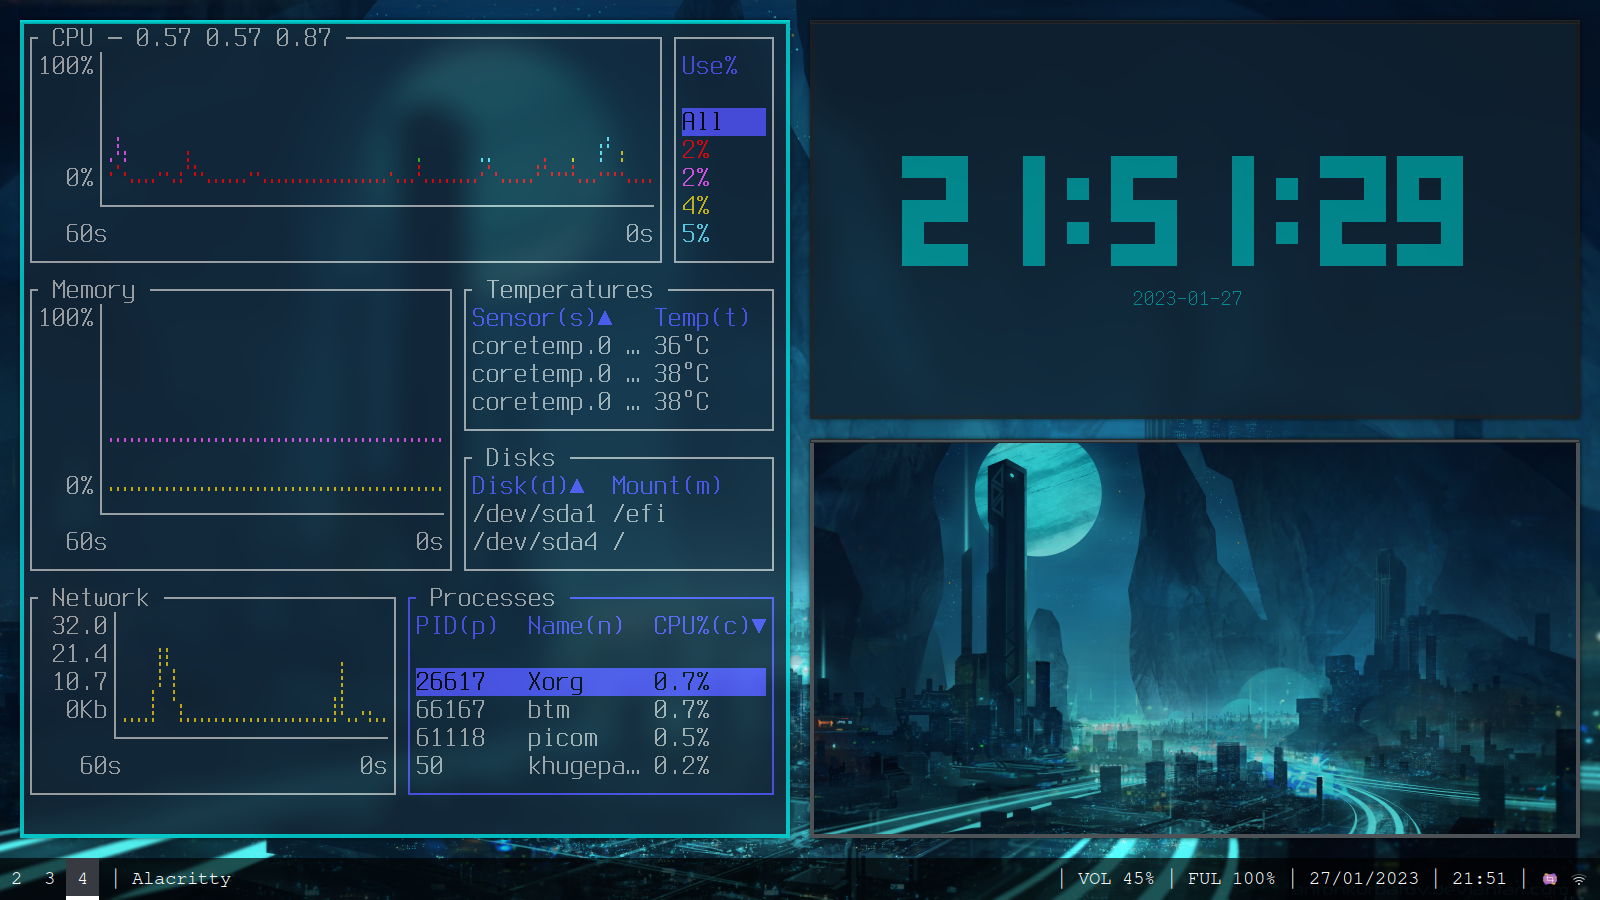 CPU — 0.57 0.57 0.87
100%
0%
60s 0s
Use%
All
2%
2%
4%
5%
Memory
100%
0%
60s 0s
Temperatures
Sensor(s)▲ Temp(t)
coretemp.0 … 36°C
coretemp.0 … 38°C
coretemp.0 … 38°C
Disks
Disk(d)▲ Mount(m)
/dev/sda1 /efi
/dev/sda4 /
Network
32.0
21.4
10.7
0Kb
60s 0s
Processes
PID(p) Name(n) CPU%(c)▼
26617 Xorg 0.7%
66167 btm 0.7%
61118 picom 0.5%
50 khugepa… 0.2%
21:51:29
2023-01-27
2 3 4 | Alacritty | VOL 45% | FUL 100% | 27/01/2023 | 21:51 |